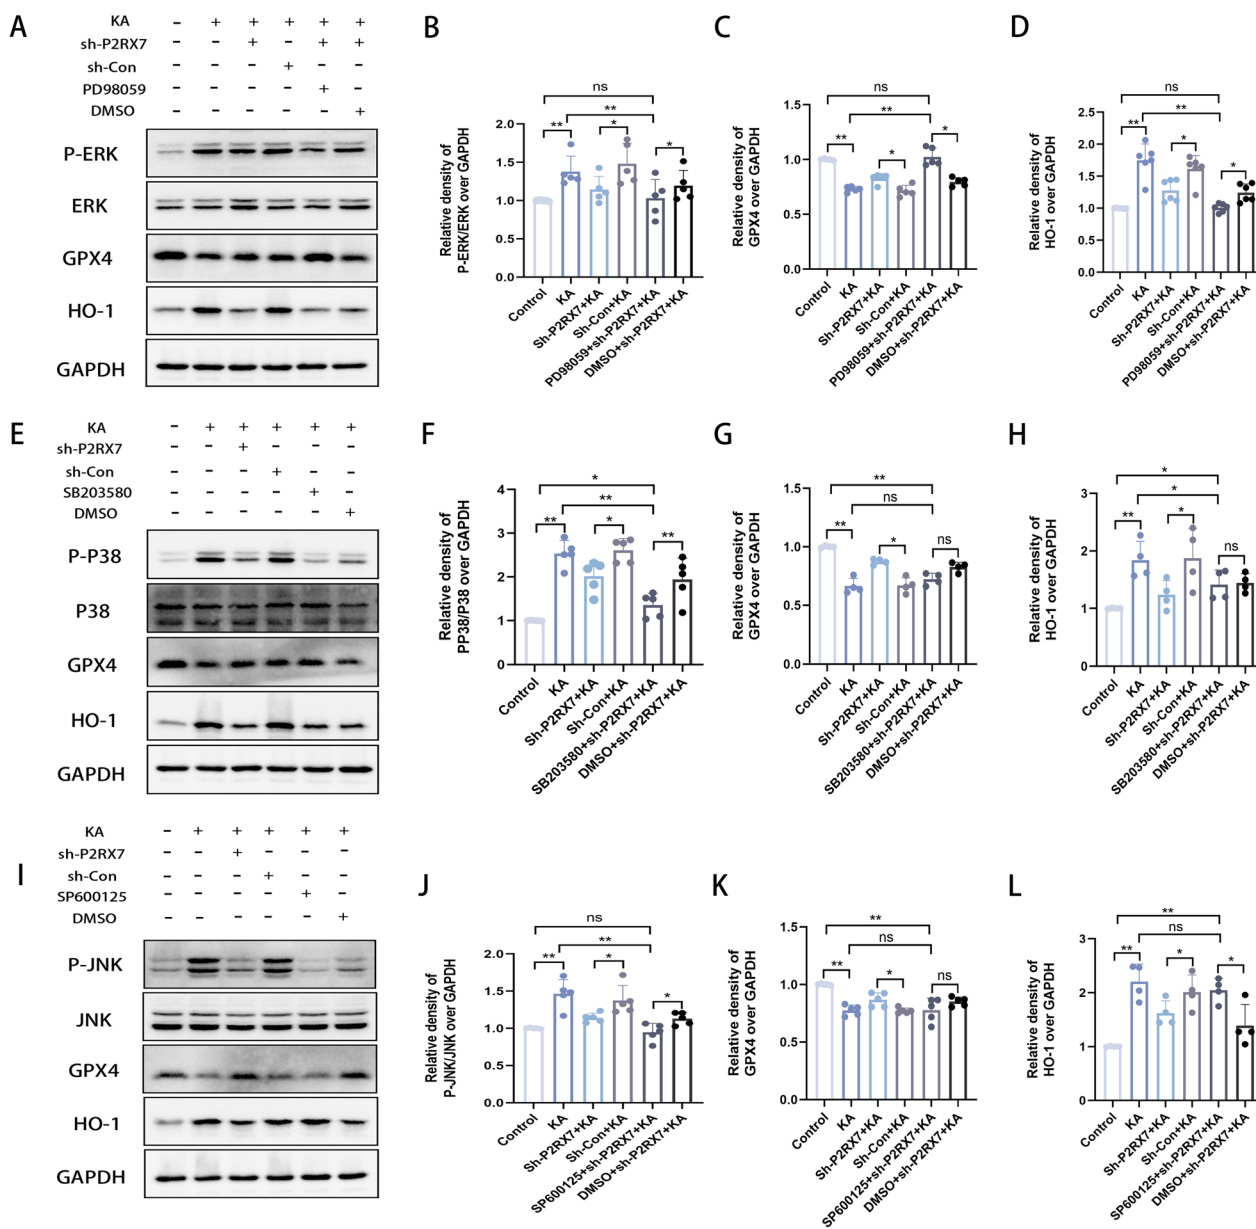 A
KA - + + + + +
sh-P2RX7 - - + - + +
sh-Con - - - + - -
PD98059 - - - - + -
DMSO - - - - - +
P-ERK
ERK
GPX4
HO-1
GAPDH
B
ns
**
** * *
Relative density of
P-ERK/ERK over GAPDH
2.0
1.5
1.0
0.5
0.0
Control
KA
Sh-P2RX7+KA
Sh-Con+KA
PD98059+sh-P2RX7+KA
DMSO+sh-P2RX7+KA
C
ns
**
** * *
Relative density of
GPX4 over GAPDH
1.5
1.0
0.5
0.0
Control
KA
Sh-P2RX7+KA
Sh-Con+KA
PD98059+sh-P2RX7+KA
DMSO+sh-P2RX7+KA
D
ns
**
** * *
Relative density of
HO-1 over GAPDH
2.5
2.0
1.5
1.0
0.5
0.0
Control
KA
Sh-P2RX7+KA
Sh-Con+KA
PD98059+sh-P2RX7+KA
DMSO+sh-P2RX7+KA
E
KA - + + + + +
sh-P2RX7 - - + - - -
sh-Con - - - + - -
SB203580 - - - - + -
DMSO - - - - - +
P-P38
P38
GPX4
HO-1
GAPDH
F
*
**
** * **
Relative density of
PP38/P38 over GAPDH
4
3
2
1
0
Control
KA
Sh-P2RX7+KA
Sh-Con+KA
SB203580+sh-P2RX7+KA
DMSO+sh-P2RX7+KA
G
**
ns
** * ns
Relative density of
GPX4 over GAPDH
1.5
1.0
0.5
0.0
Control
KA
Sh-P2RX7+KA
Sh-Con+KA
SB203580+sh-P2RX7+KA
DMSO+sh-P2RX7+KA
H
*
*
** * ns
Relative density of
HO-1 over GAPDH
3
2
1
0
Control
KA
Sh-P2RX7+KA
Sh-Con+KA
SB203580+sh-P2RX7+KA
DMSO+sh-P2RX7+KA
I
KA - + + + + +
sh-P2RX7 - - + - - -
sh-Con - - - + - -
SP600125 - - - - + -
DMSO - - - - - +
P-JNK
JNK
GPX4
HO-1
GAPDH
J
ns
**
** * *
Relative density of
P-JNK/JNK over GAPDH
2.0
1.5
1.0
0.5
0.0
Control
KA
Sh-P2RX7+KA
Sh-Con+KA
SP600125+sh-P2RX7+KA
DMSO+sh-P2RX7+KA
K
**
ns
** * ns
Relative density of
GPX4 over GAPDH
1.5
1.0
0.5
0.0
Control
KA
Sh-P2RX7+KA
Sh-Con+KA
SP600125+sh-P2RX7+KA
DMSO+sh-P2RX7+KA
L
**
ns
** * *
Relative density of
HO-1 over GAPDH
3
2
1
0
Control
KA
Sh-P2RX7+KA
Sh-Con+KA
SP600125+sh-P2RX7+KA
DMSO+sh-P2RX7+KA